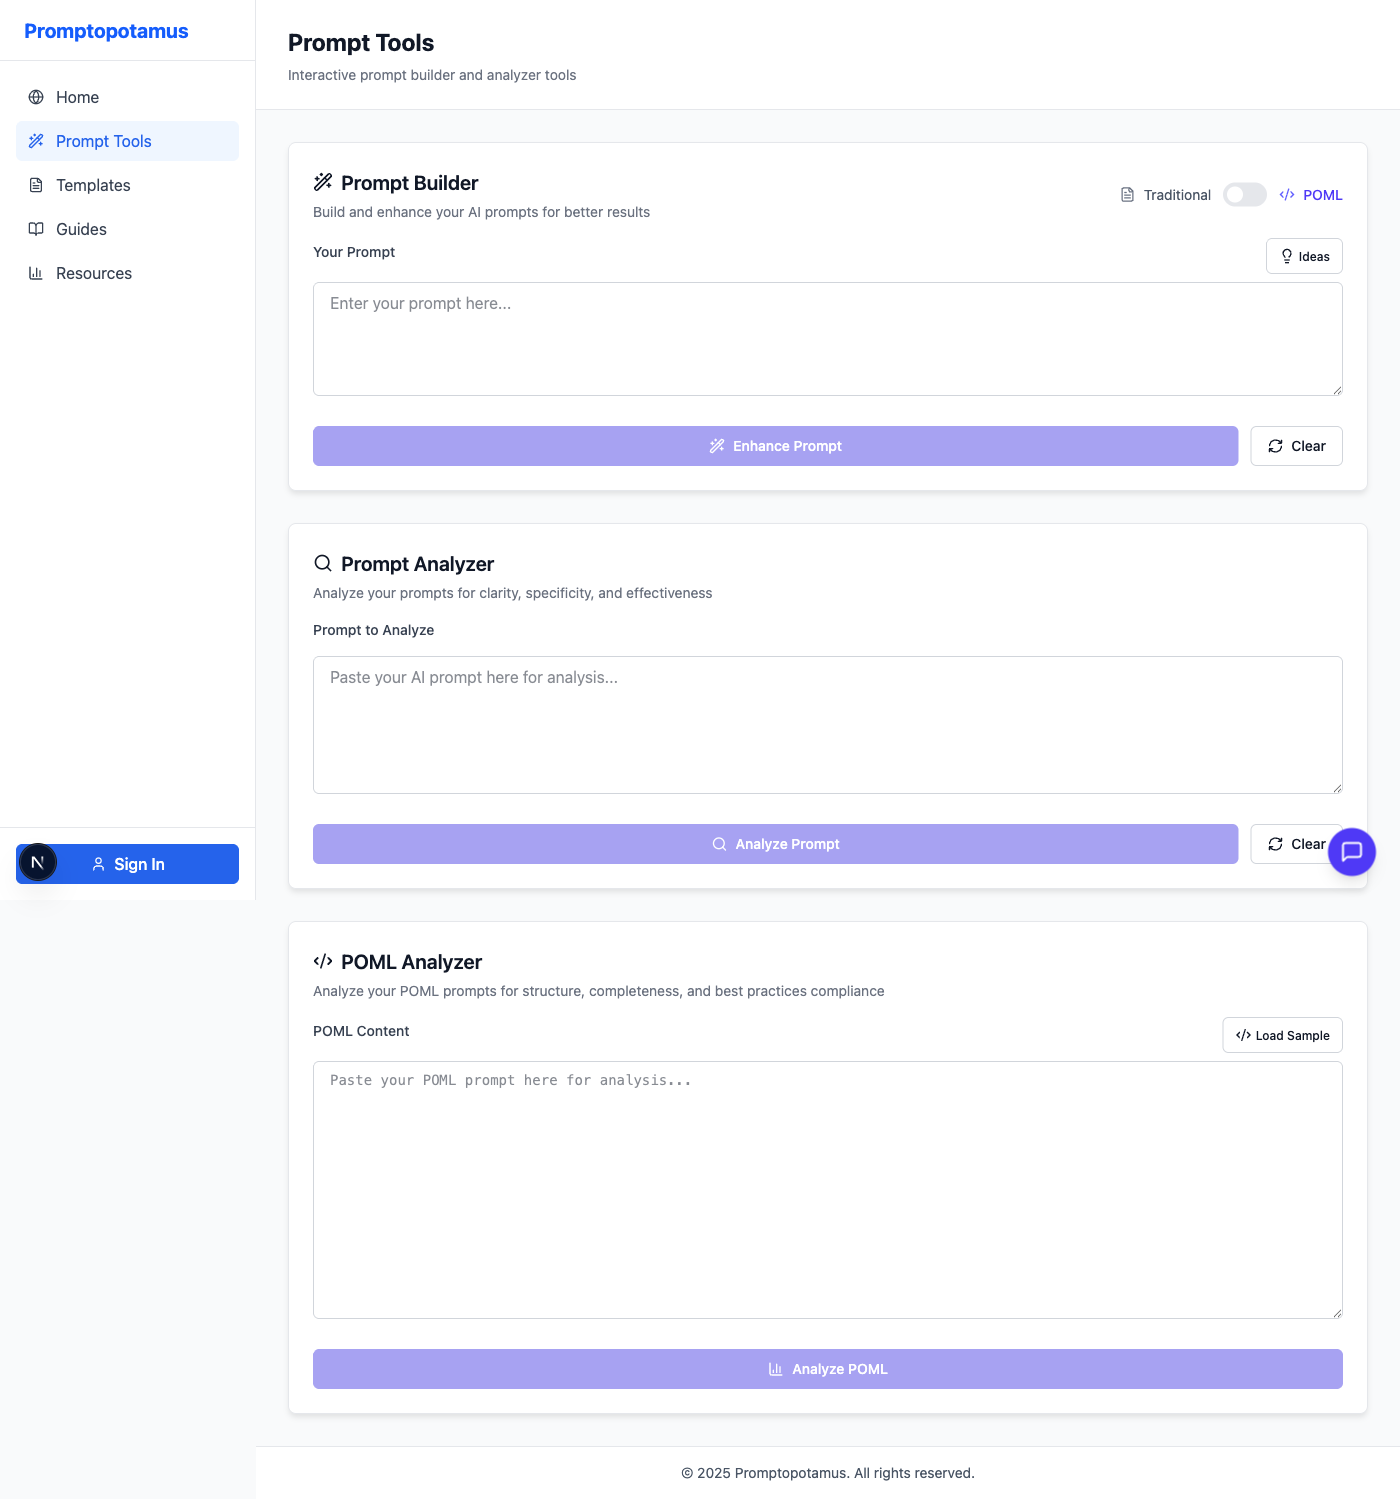 Promptopotamus
Home
Prompt Tools
Templates
Guides
Resources
N
Sign In
Prompt Tools
Interactive prompt builder and analyzer tools
Prompt Builder
Build and enhance your AI prompts for better results
Traditional
POML
Your Prompt
Ideas
Enter your prompt here...
Enhance Prompt
Clear
Prompt Analyzer
Analyze your prompts for clarity, specificity, and effectiveness
Prompt to Analyze
Paste your AI prompt here for analysis...
Analyze Prompt
Clear
POML Analyzer
Analyze your POML prompts for structure, completeness, and best practices compliance
POML Content
Load Sample
Paste your POML prompt here for analysis...
Analyze POML
© 2025 Promptopotamus. All rights reserved.